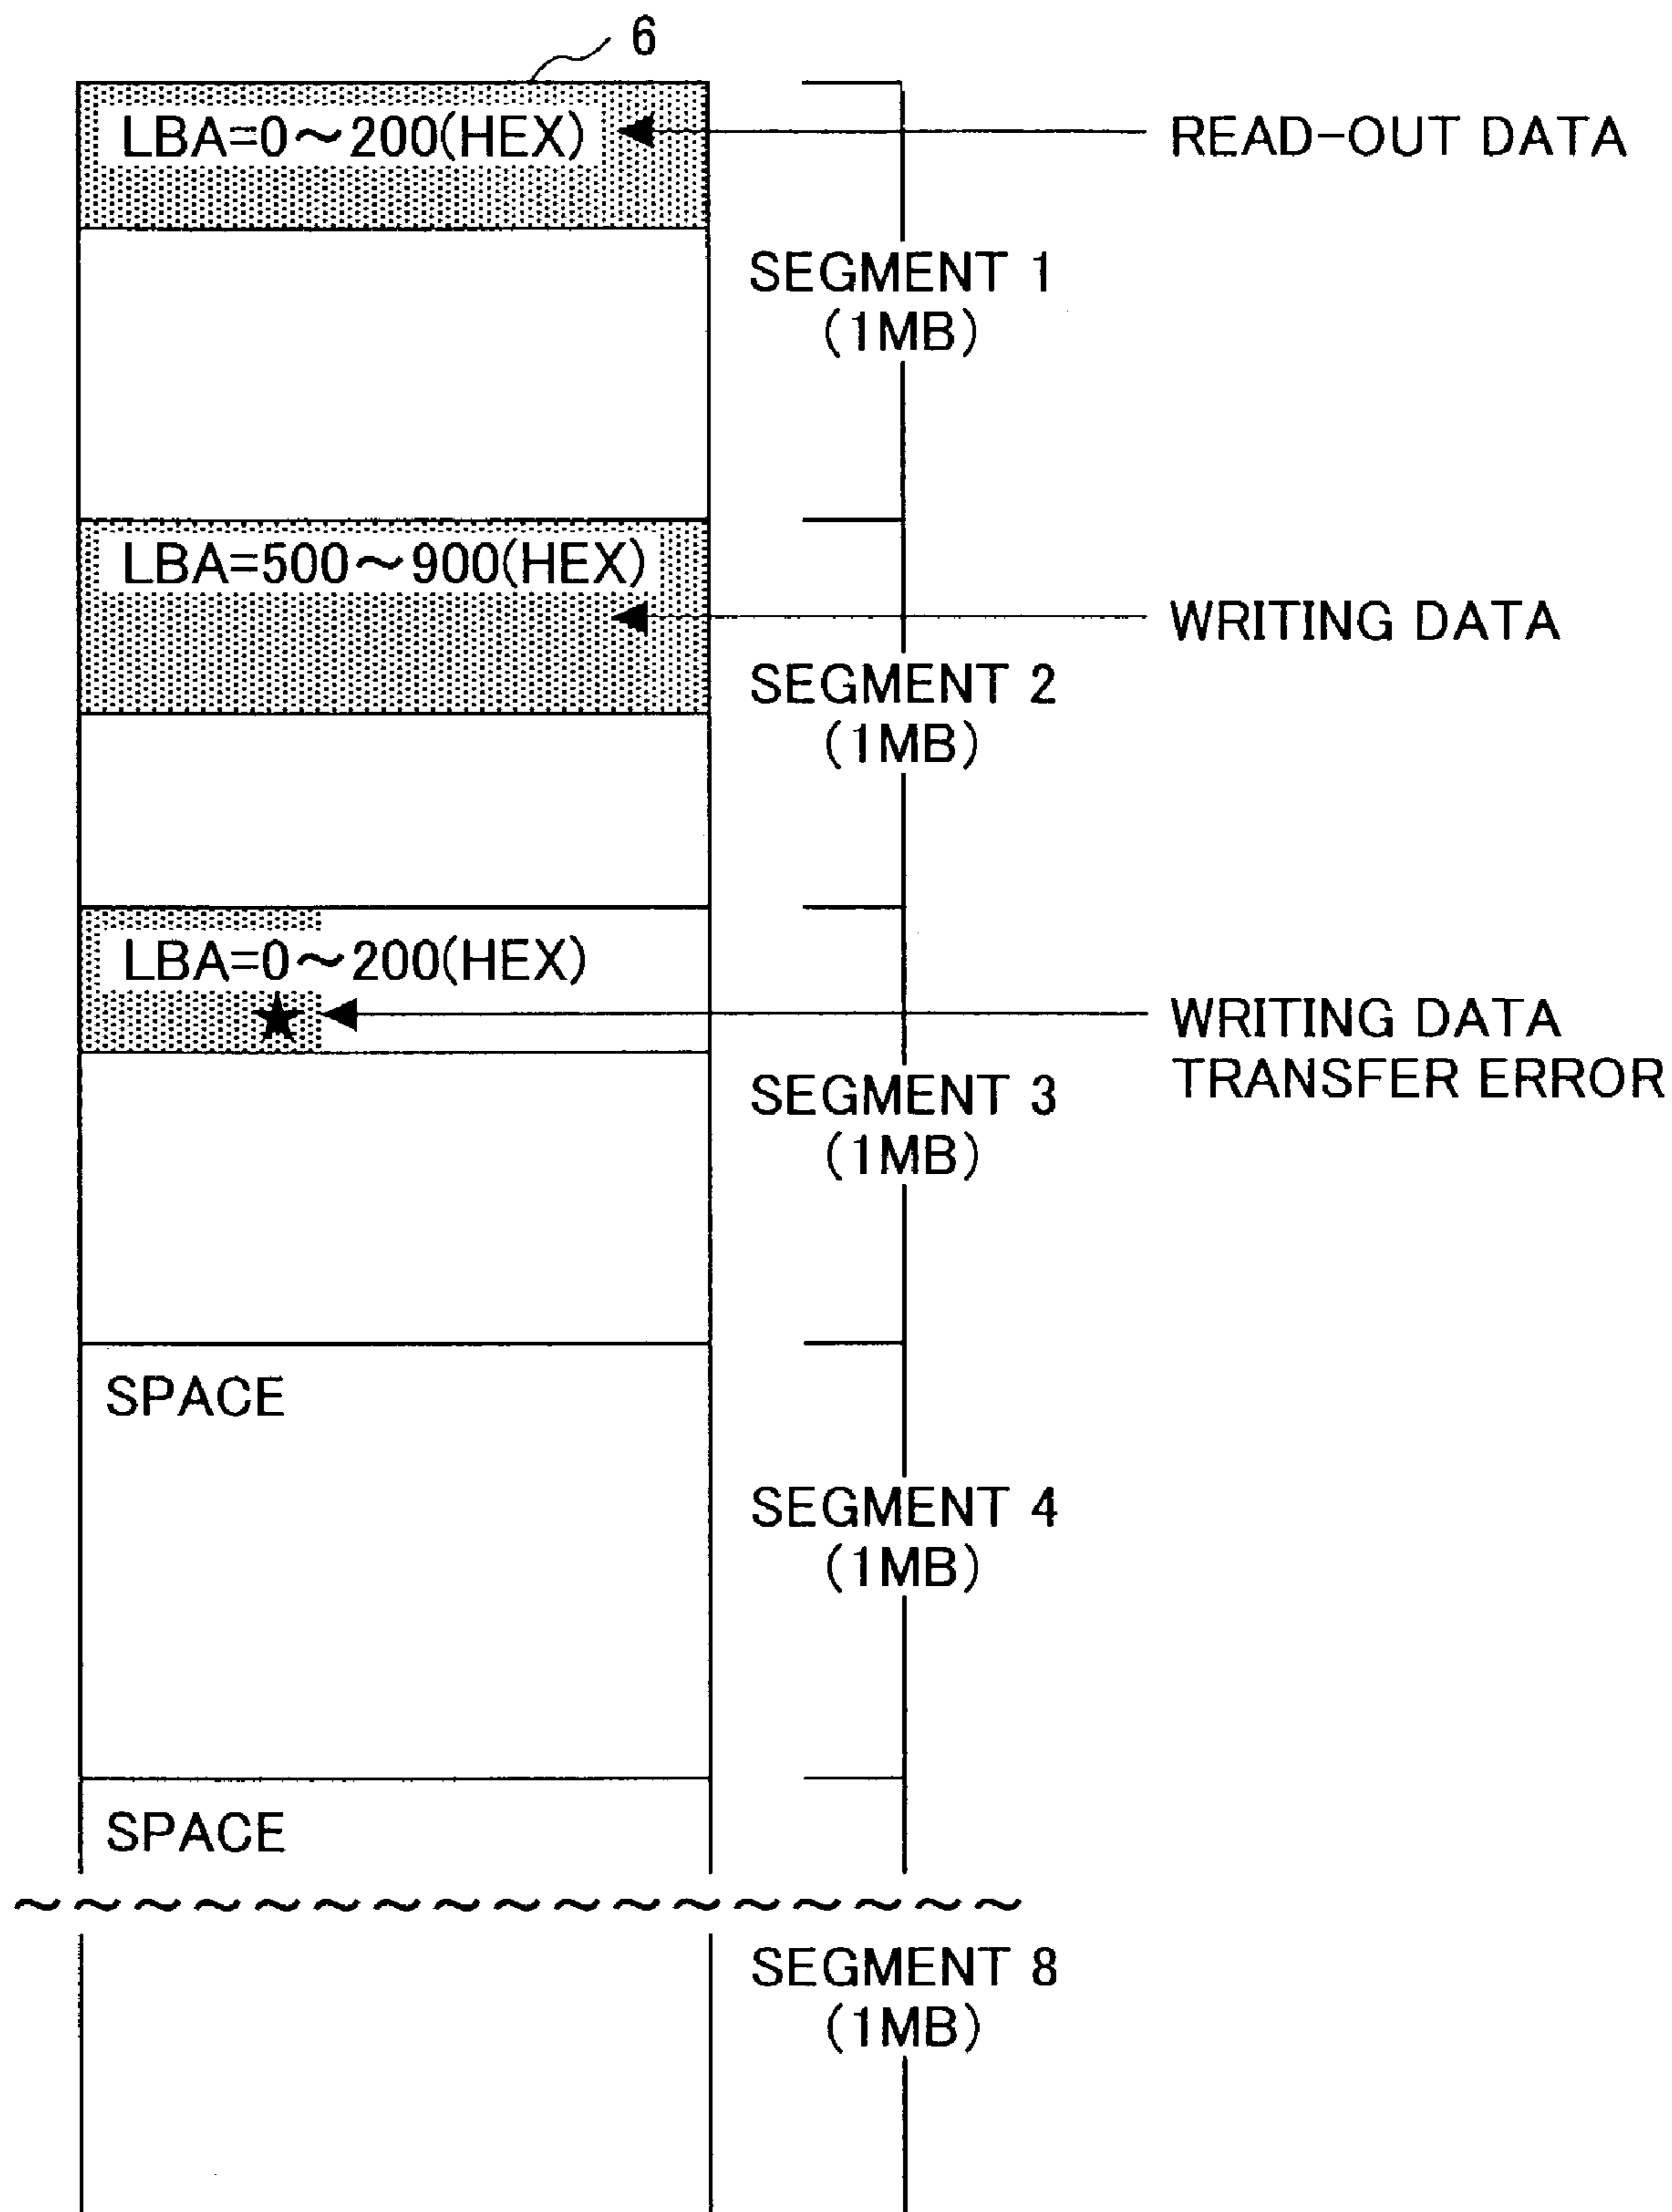 6
LBA=0～200(HEX)
READ-OUT DATA
SEGMENT 1
(1MB)
LBA=500～900(HEX)
WRITING DATA
SEGMENT 2
(1MB)
LBA=0～200(HEX)
WRITING DATA
TRANSFER ERROR
SEGMENT 3
(1MB)
SPACE
SEGMENT 4
(1MB)
SPACE
SEGMENT 8
(1MB)